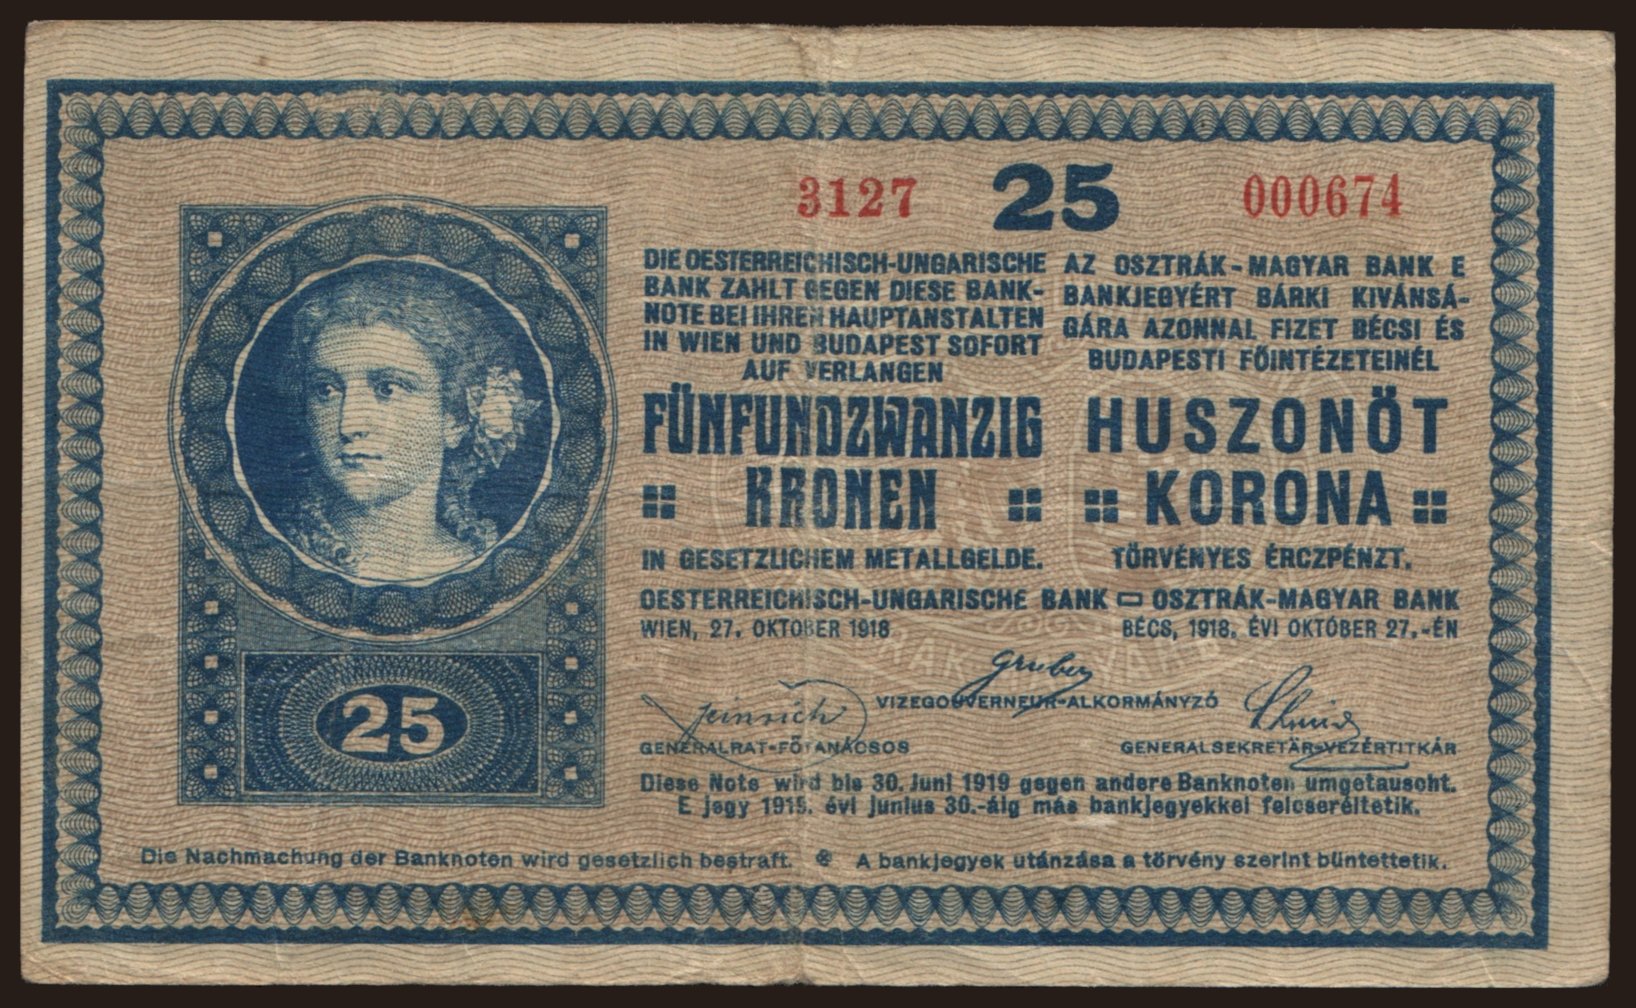 3127 25 000674
DIE OESTERREICHISCH-UNGARISCHE
BANK ZAHLT GEGEN DIESE BANK-
NOTE BEI IHREN HAUPTANSTALTEN
IN WIEN UND BUDAPEST SOFORT
AUF VERLANGEN
FÜNFUNDZWANZIG
KRONEN
IN GESETZLICHEM METALLGELDE.
AZ OSZTRÁK-MAGYAR BANK E
BANKJEGYÉRT BÁRKI KIVÁNSÁ-
GÁRA AZONNAL FIZET BÉCSI ÉS
BUDAPESTI FŐINTÉZETEINÉL
HUSZONÖT
KORONA
TÖRVÉNYES ÉRCZPÉNZT.
OESTERREICHISCH-UNGARISCHE BANK OSZTRÁK-MAGYAR BANK
WIEN, 27. OKTOBER 1918 BÉCS, 1918. ÉVI OKTÓBER 27.-ÉN
Gruber
VIZEGOUVERNEUR-ALKORMÁNYZÓ
GENERALRAT-FŐTANÁCSOS
GENERALSEKRETÄR-VEZÉRTITKÁR
25
Diese Note wird bis 30. Juni 1919 gegen andere Banknoten umgetauscht.
E jegy 1919. évi junius 30.-áig más bankjegyekkel felcseréltetik.
Die Nachmachung der Banknoten wird gesetzlich bestraft. A bankjegyek utánzása a törvény szerint büntettetik.